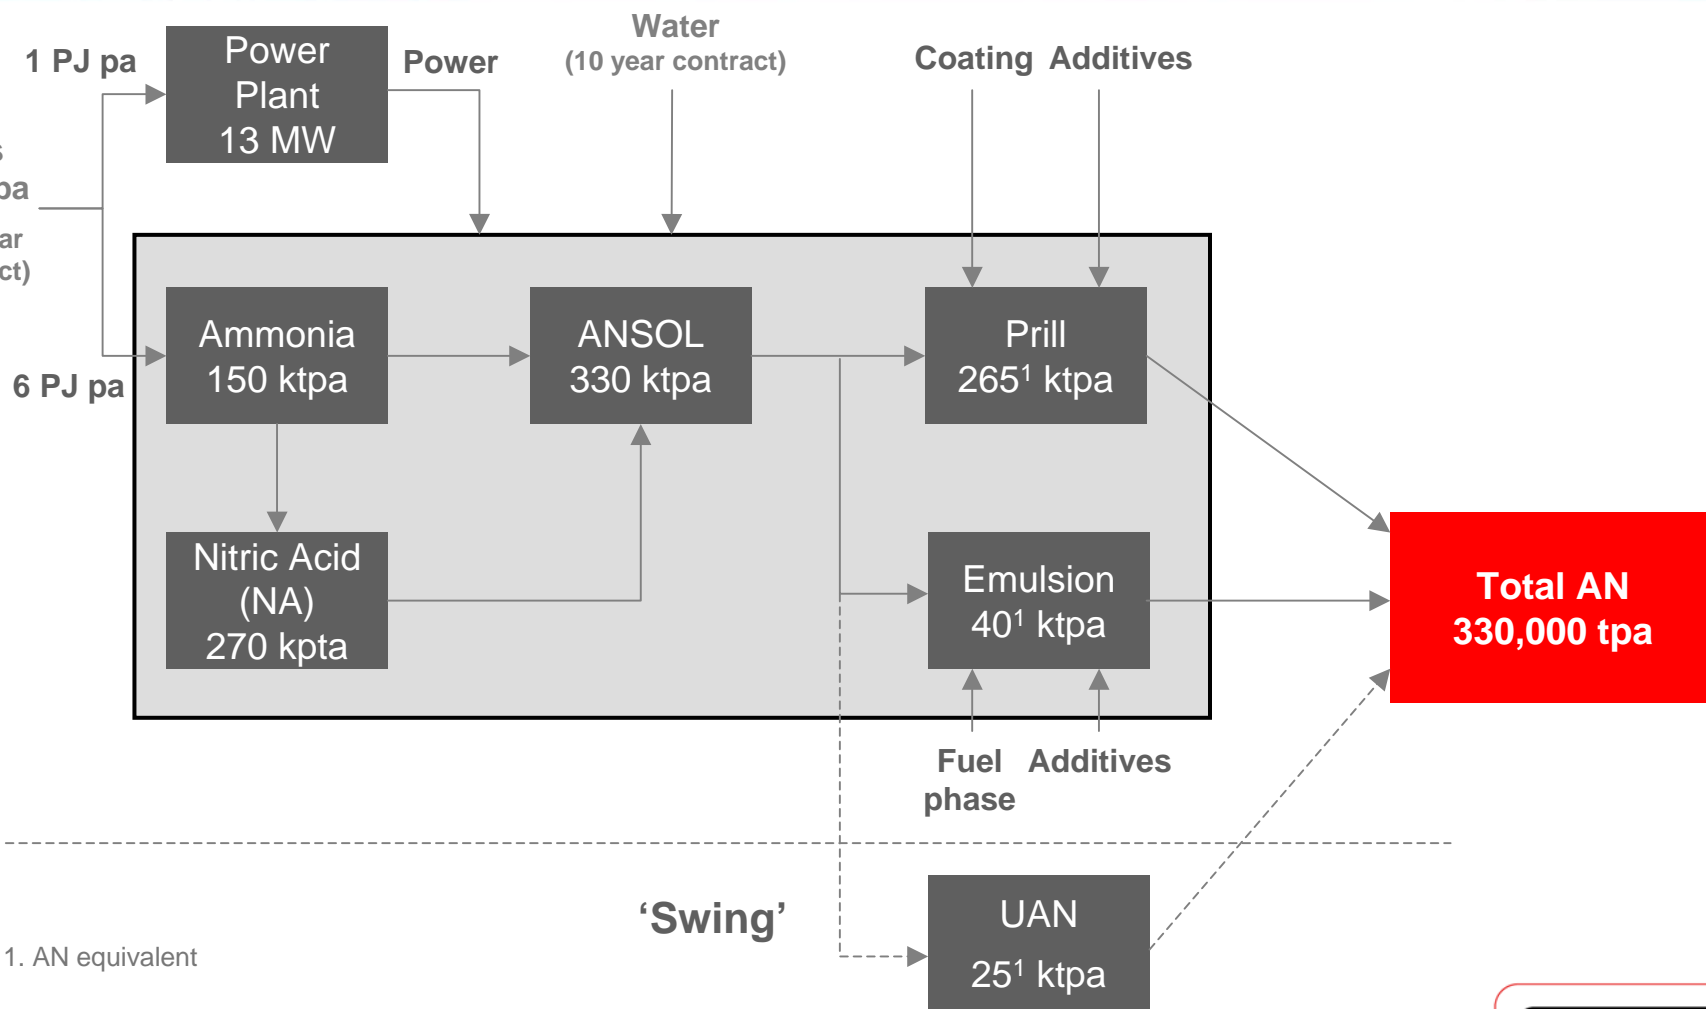 1 PJ pa
Power
Plant
13 MW
Power
Water
(10 year contract)
Coating Additives
pa
6 PJ pa
Ammonia
150 ktpa
ANSOL
330 ktpa
Prill
265¹ ktpa
Nitric Acid
(NA)
270 kpta
Emulsion
40¹ ktpa
Total AN
330,000 tpa
Fuel Additives
phase
'Swing'
UAN
25¹ ktpa
1. AN equivalent